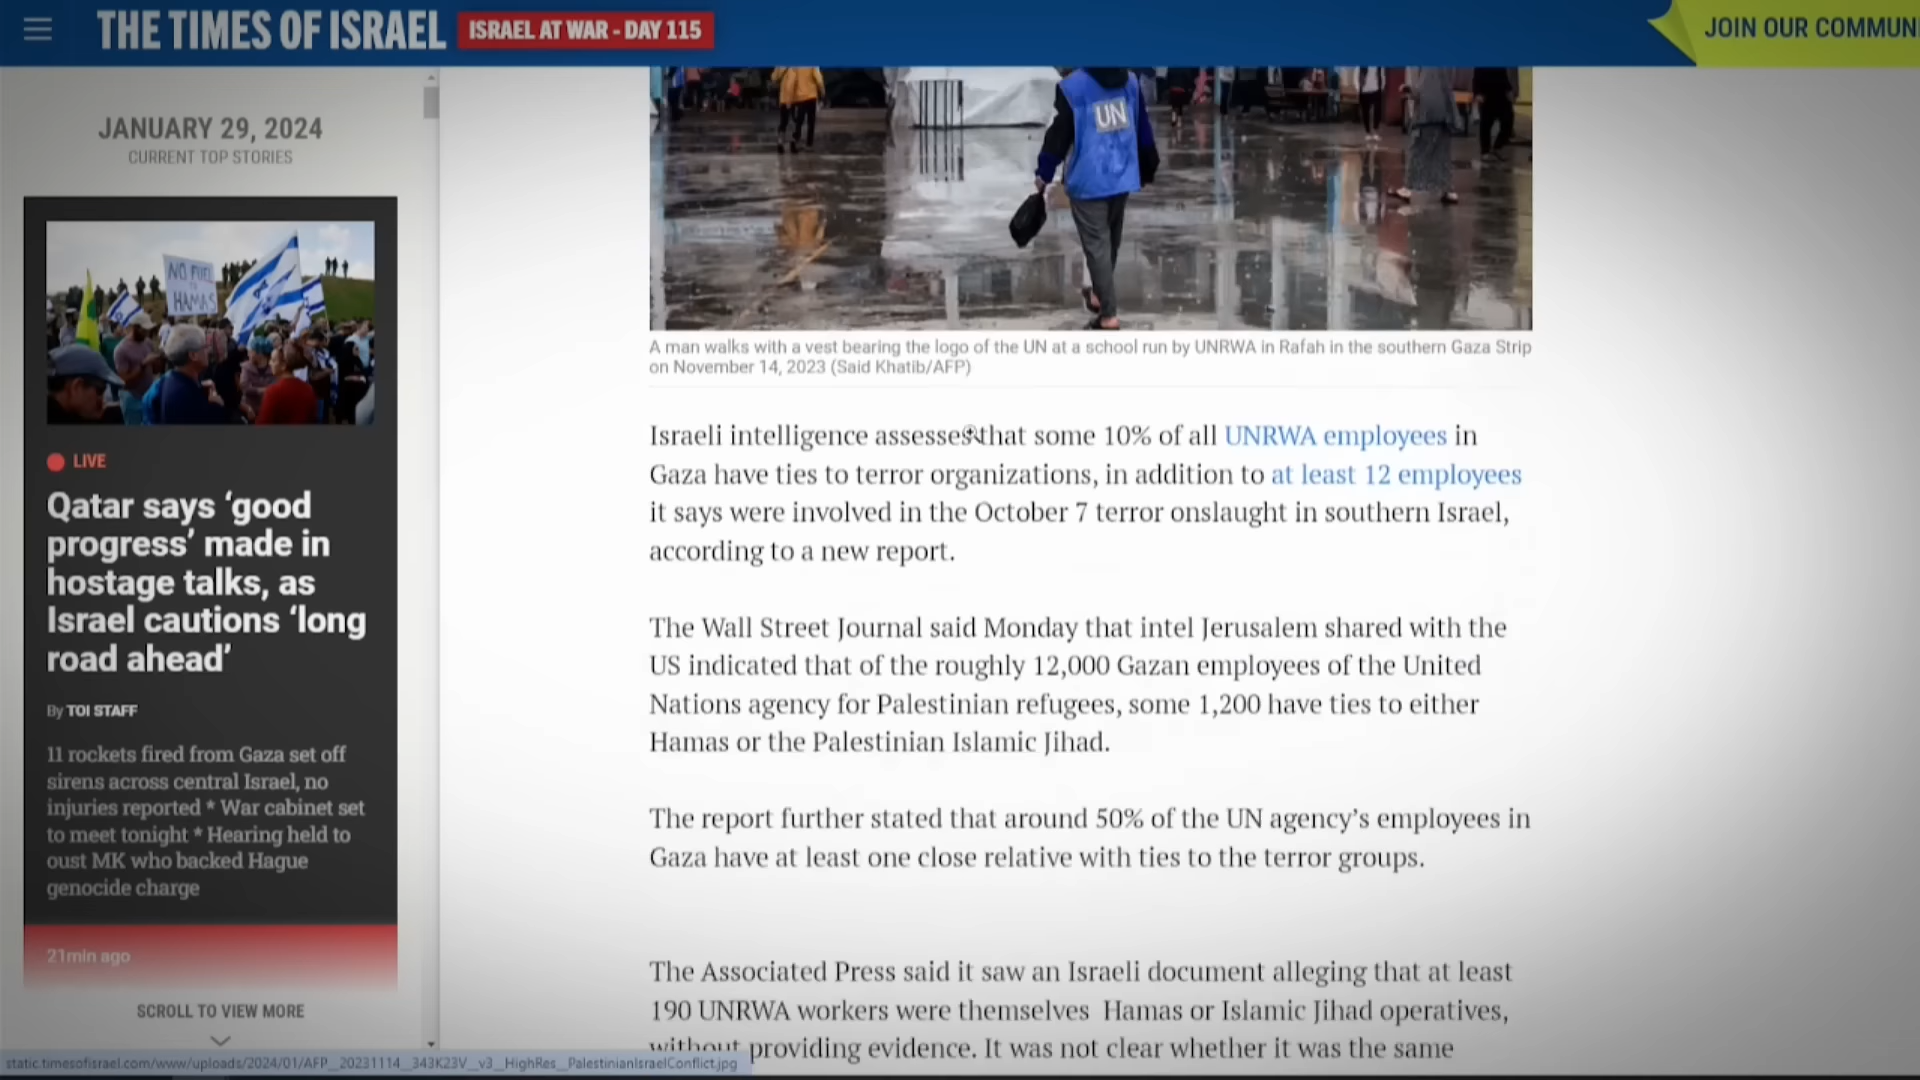 THE TIMES OF ISRAEL
ISRAEL AT WAR - DAY 115
JOIN OUR COMMUN
JANUARY 29, 2024
CURRENT TOP STORIES
NO FUEL
TO
HAMAS
LIVE
Qatar says ‘good
progress’ made in
hostage talks, as
Israel cautions ‘long
road ahead’
By TOI STAFF
11 rockets fired from Gaza set off
sirens across central Israel, no
injuries reported * War cabinet set
to meet tonight * Hearing held to
oust MK who backed Hague
genocide charge
21min ago
SCROLL TO VIEW MORE
UN
A man walks with a vest bearing the logo of the UN at a school run by UNRWA in Rafah in the southern Gaza Strip
on November 14, 2023 (Said Khatib/AFP)
Israeli intelligence assesses that some 10% of all UNRWA employees in
Gaza have ties to terror organizations, in addition to at least 12 employees
it says were involved in the October 7 terror onslaught in southern Israel,
according to a new report.
The Wall Street Journal said Monday that intel Jerusalem shared with the
US indicated that of the roughly 12,000 Gazan employees of the United
Nations agency for Palestinian refugees, some 1,200 have ties to either
Hamas or the Palestinian Islamic Jihad.
The report further stated that around 50% of the UN agency’s employees in
Gaza have at least one close relative with ties to the terror groups.
The Associated Press said it saw an Israeli document alleging that at least
190 UNRWA workers were themselves Hamas or Islamic Jihad operatives,
without providing evidence. It was not clear whether it was the same
static.timesofisrael.com/www/uploads/2024/01/AFP__20231114__343K23V__v3__HighRes__PalestinianIsraelConflict.jpg